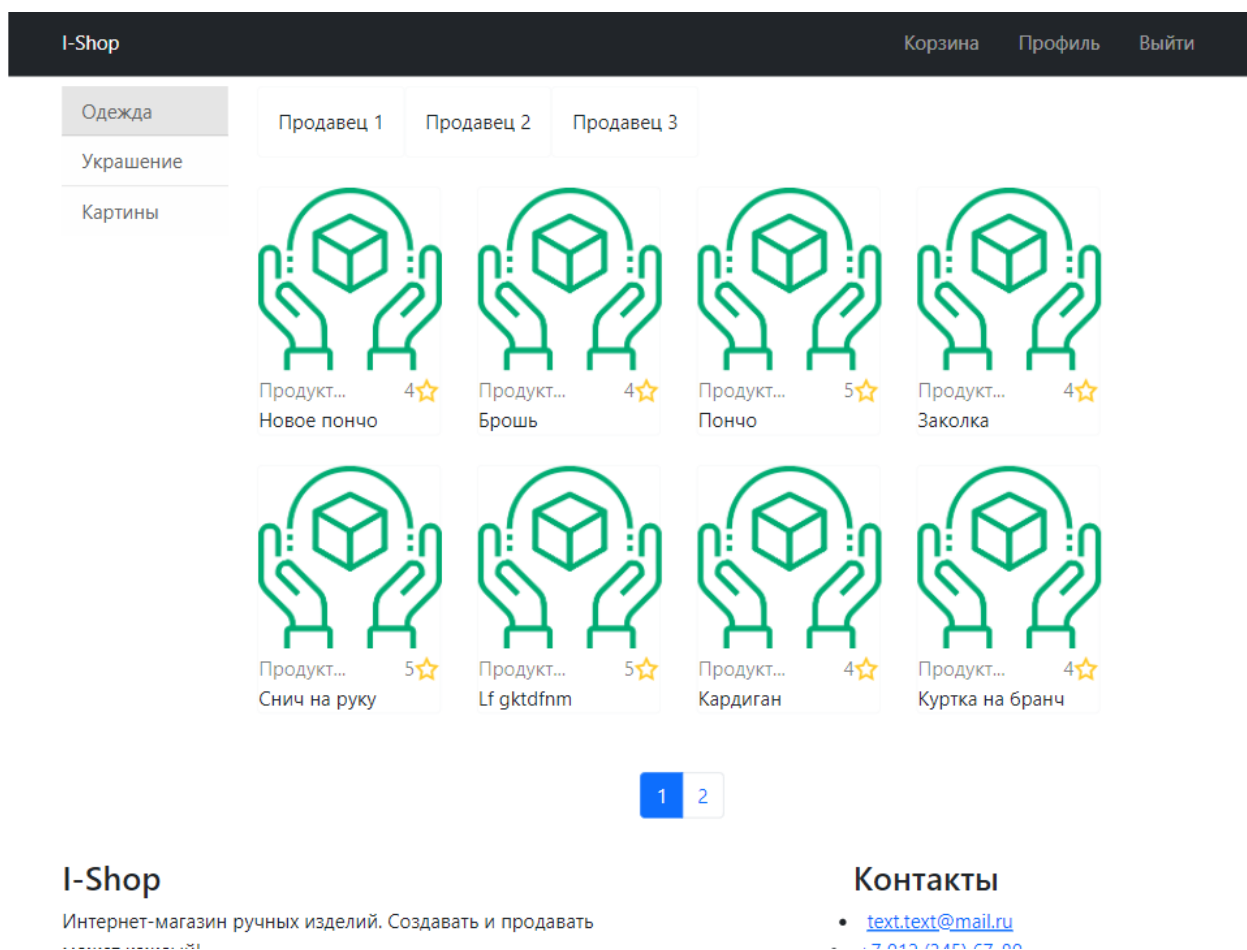 I-Shop Корзина Профиль Выйти
Одежда
Украшение
Картины
Продавец 1 Продавец 2 Продавец 3
Продукт... 4 Продукт... 4 Продукт... 5 Продукт... 4
Новое пончо Брошь Пончо Заколка
Продукт... 5 Продукт... 5 Продукт... 4 Продукт... 4
Снич на руку Lf gktdfnm Кардиган Куртка на бранч
1 2
I-Shop
Интернет-магазин ручных изделий. Создавать и продавать
Контакты
text.text@mail.ru